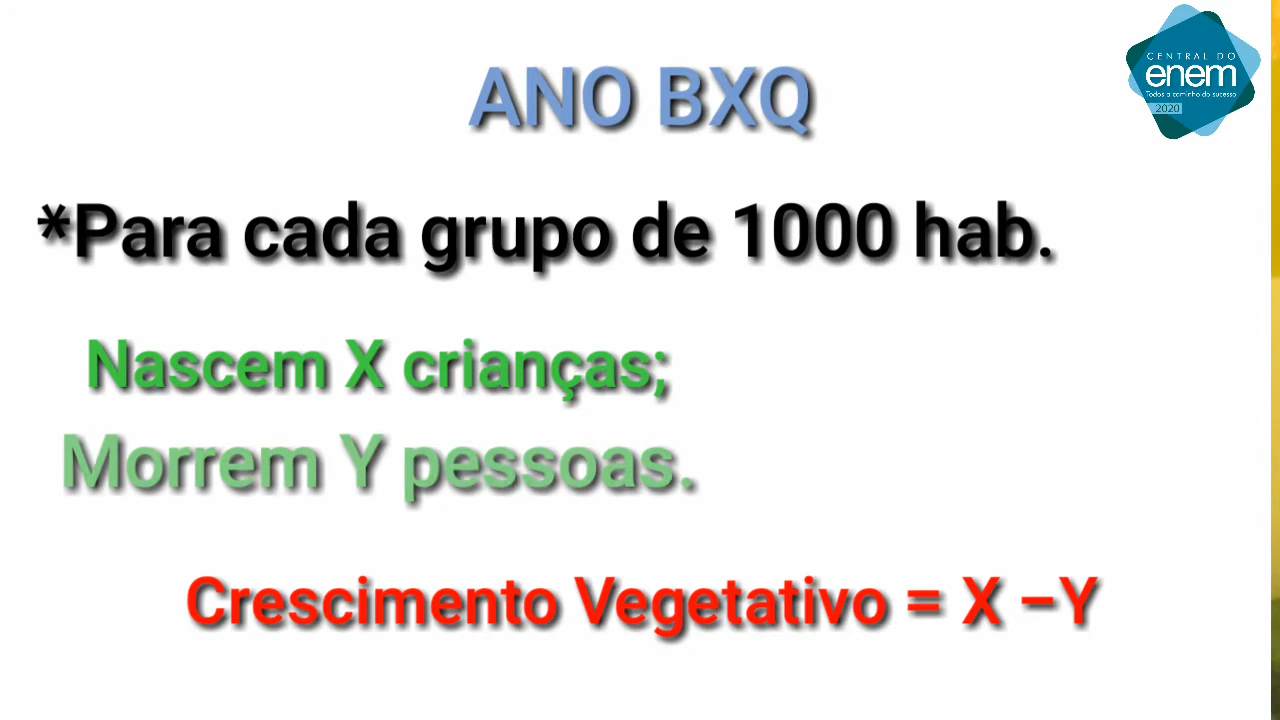 CENTRAL DO
enem
Todos a caminho do sucesso
2020
ANO BXQ
*Para cada grupo de 1000 hab.
Nascem X crianças;
Morrem Y pessoas.
Crescimento Vegetativo = X –Y